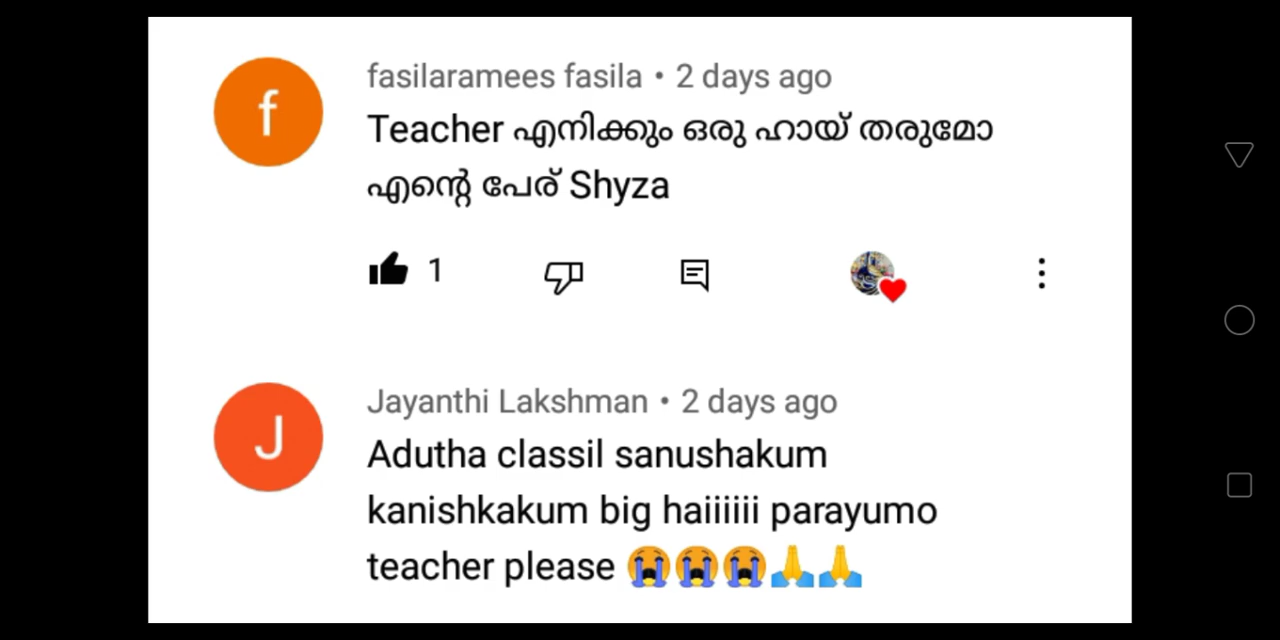 f
fasilaramees fasila • 2 days ago
Teacher എനിക്കും ഒരു ഹായ് തരുമോ
എന്റെ പേര് Shyza
1
J
Jayanthi Lakshman • 2 days ago
Adutha classil sanushakum
kanishkakum big haiiiiii parayumo
teacher please 😭😭😭🙏🙏